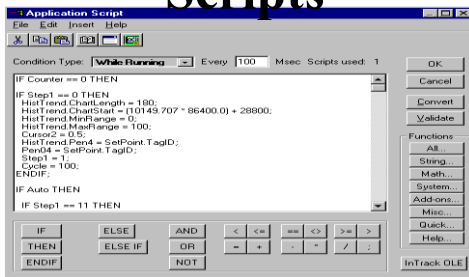 Scripts
Application Script
File Edit Insert Help
Condition Type: While Running Every 100 Msec Scripts used: 1
IF Counter == 0 THEN
IF Step1 == 0 THEN
HistTrend.ChartLength = 180;
HistTrend.ChartStart = (10149.707 * 86400.0) + 28800;
HistTrend.MinRange = 0;
HistTrend.MaxRange = 100;
Cursor2 = 0.5;
HistTrend.Pen4 = SetPoint.TagID;
Pen04 = SetPoint.TagID;
Step1 = 1;
Cycle = 100;
ENDIF;
IF Auto THEN
IF Step1 == 11 THEN
OK
Cancel
Convert
Validate
Functions
All...
String...
Math...
System...
Add-ons...
Misc...
Quick...
Help...
InTrack OLE
IF ELSE AND < <= == <> >= >
THEN ELSE IF OR = + - * / ;
ENDIF NOT